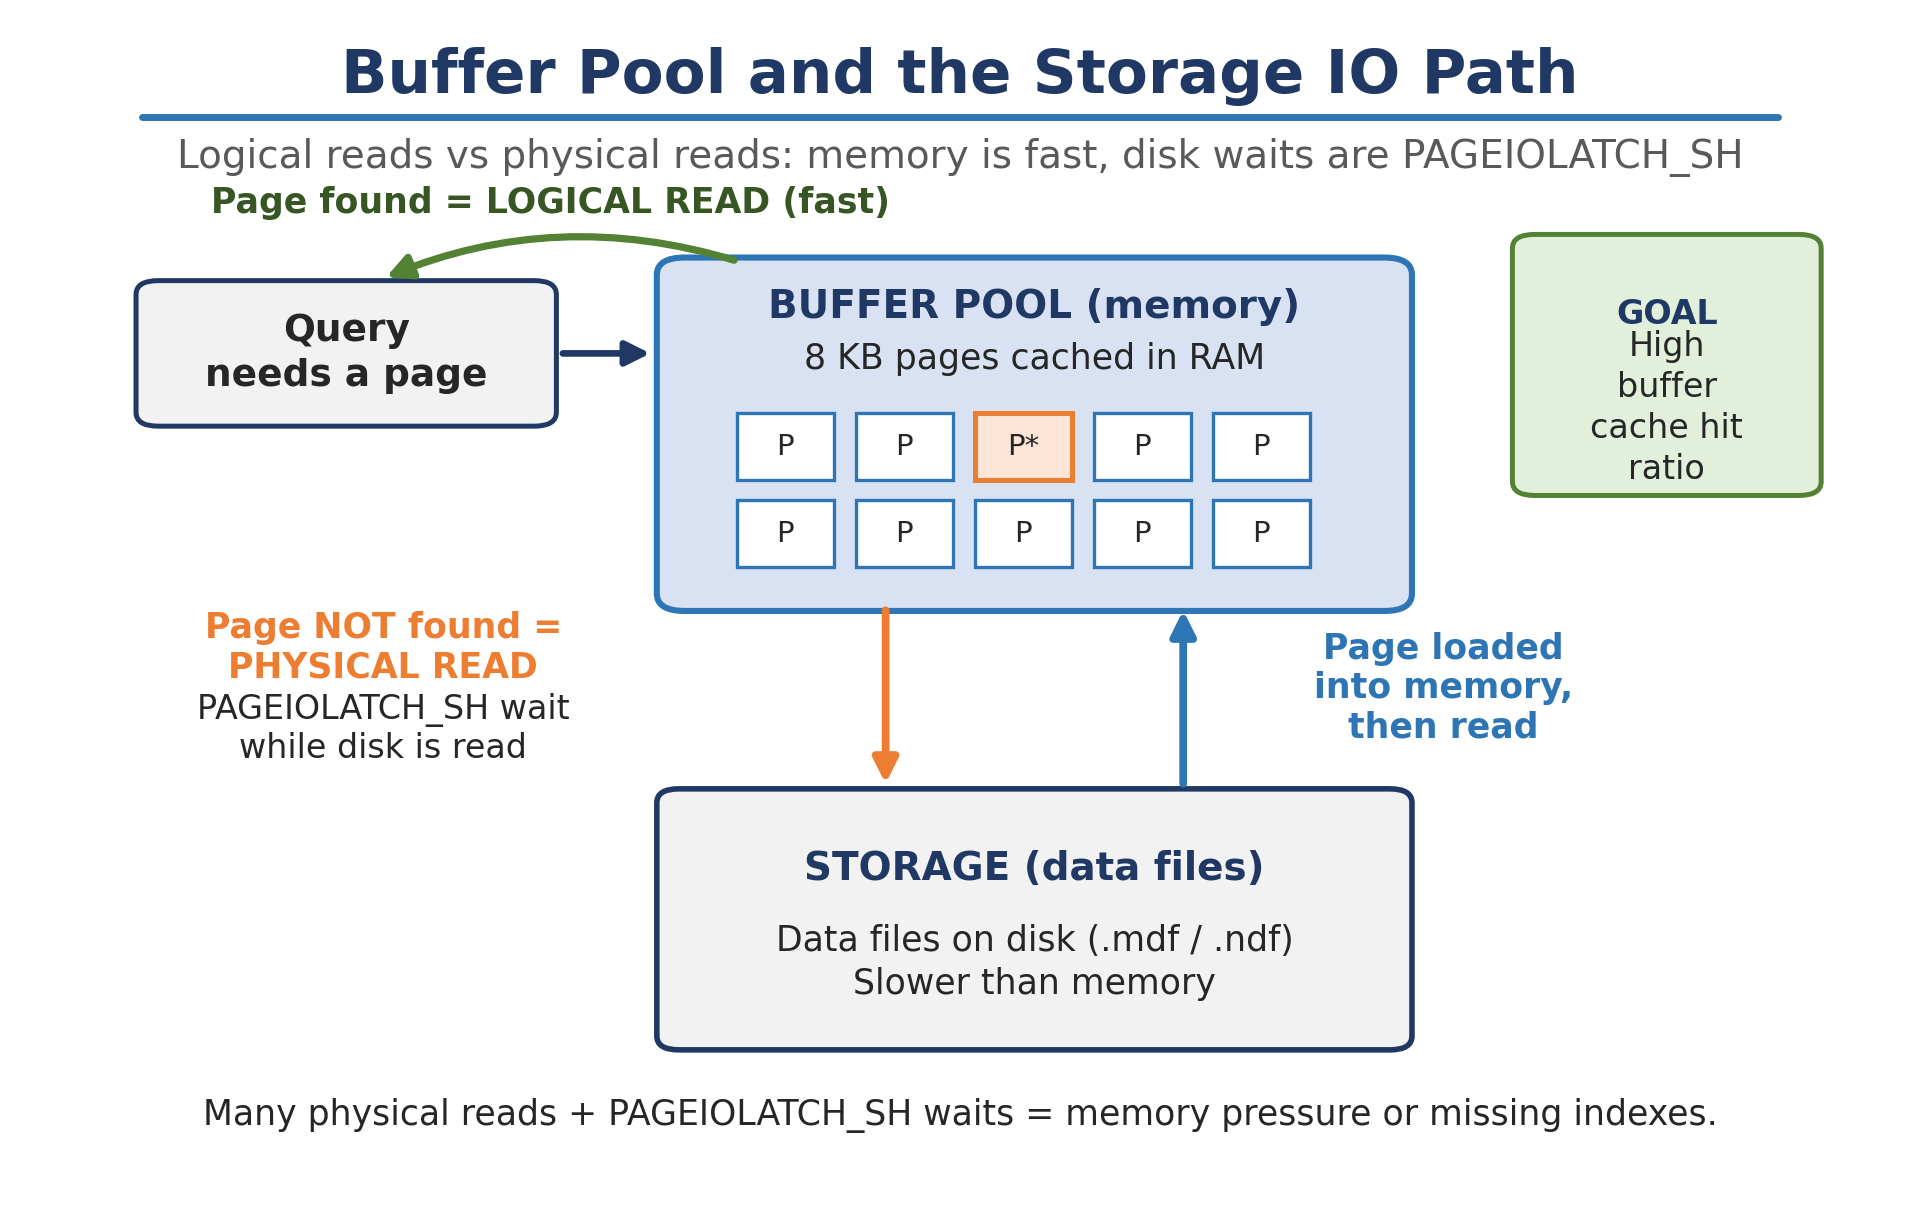 Buffer Pool and the Storage IO Path
Logical reads vs physical reads: memory is fast, disk waits are PAGEIOLATCH_SH
Page found = LOGICAL READ (fast)
Query
needs a page
BUFFER POOL (memory)
8 KB pages cached in RAM
P P P* P P
P P P P P
GOAL
High
buffer
cache hit
ratio
Page NOT found =
PHYSICAL READ
PAGEIOLATCH_SH wait
while disk is read
Page loaded
into memory,
then read
STORAGE (data files)
Data files on disk (.mdf / .ndf)
Slower than memory
Many physical reads + PAGEIOLATCH_SH waits = memory pressure or missing indexes.